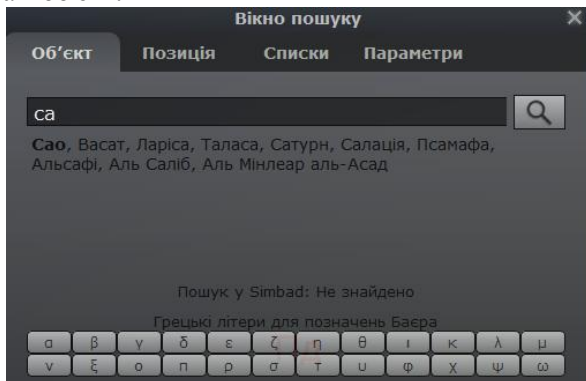 Вікно пошуку
Об’єкт Позиція Списки Параметри
са
Сао, Васат, Ларіса, Таласа, Сатурн, Салація, Псамафа,
Альсафі, Аль Саліб, Аль Мінлеар аль-Асад
Пошук у Simbad: Не знайдено
Грецькі літери для позначень Баєра
α β γ δ ε ζ η θ ι κ λ μ
ν ξ ο π ρ σ τ υ φ χ ψ ω